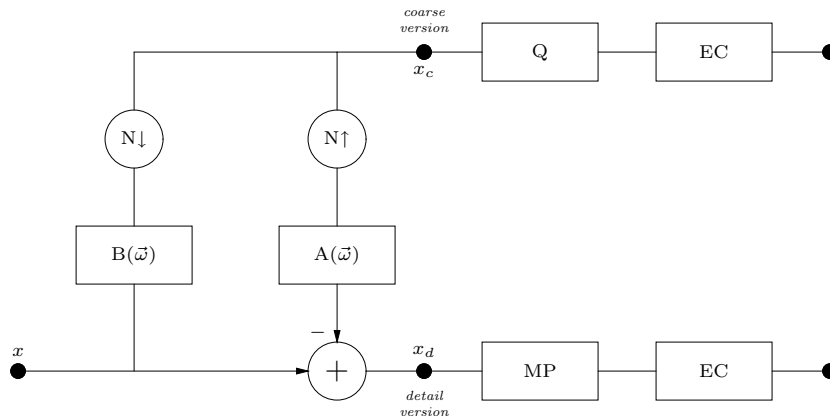 coarse
version
x_c
Q
EC
N↓
N↑
B(ω⃗)
A(ω⃗)
−
x
+
x_d
MP
EC
detail
version